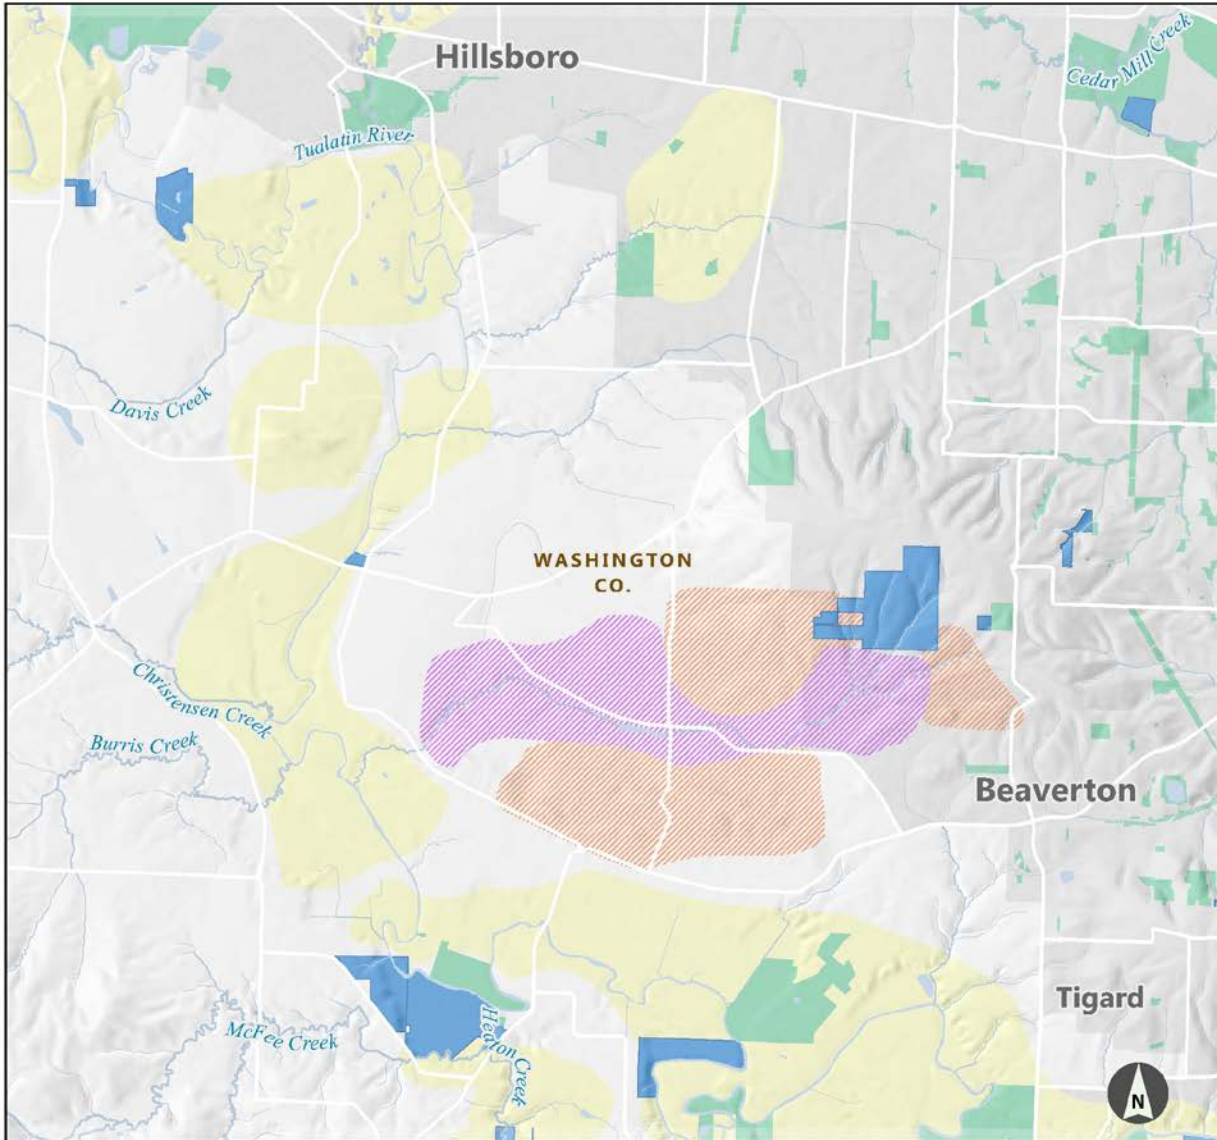 Hillsboro
Cedar Mill Creek
Tualatin River
Davis Creek
WASHINGTON
CO.
Christensen Creek
Burris Creek
Beaverton
Tigard
McFee Creek
Heaton Creek
N